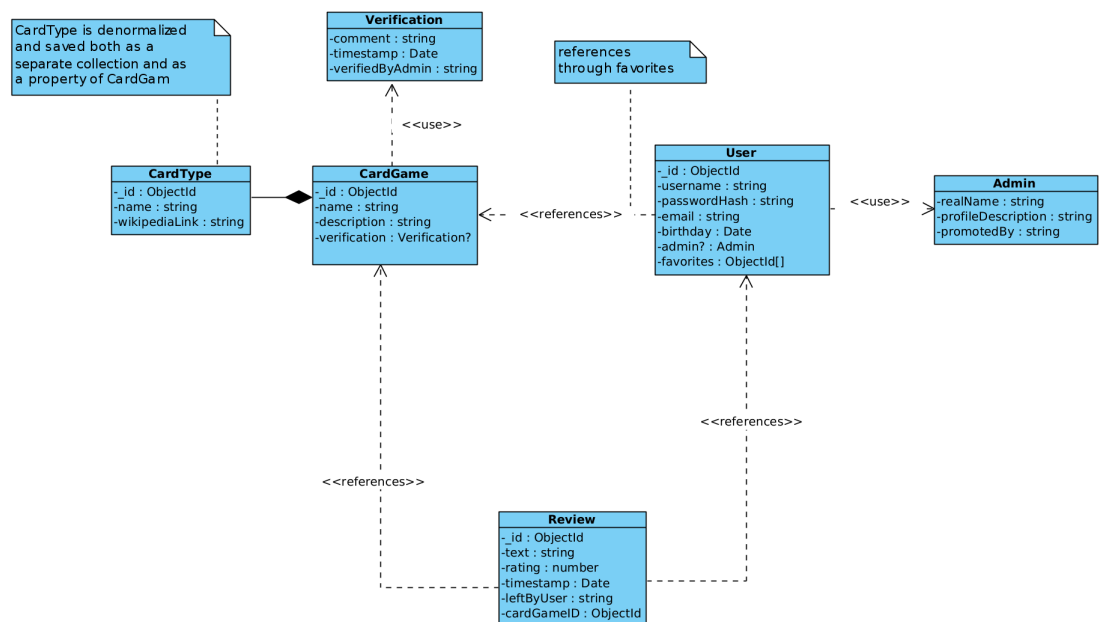 CardType is denormalized
and saved both as a
separate collection and as
a property of CardGam
Verification
-comment : string
-timestamp : Date
-verifiedByAdmin : string
references
through favorites
<<use>>
CardType
-_id : ObjectId
-name : string
-wikipediaLink : string
CardGame
-_id : ObjectId
-name : string
-description : string
-verification : Verification?
<<references>>
User
-_id : ObjectId
-username : string
-passwordHash : string
-email : string
-birthday : Date
-admin? : Admin
-favorites : ObjectId[]
<<use>>
Admin
-realName : string
-profileDescription : string
-promotedBy : string
<<references>>
<<references>>
Review
-_id : ObjectId
-text : string
-rating : number
-timestamp : Date
-leftByUser : string
-cardGameID : ObjectId